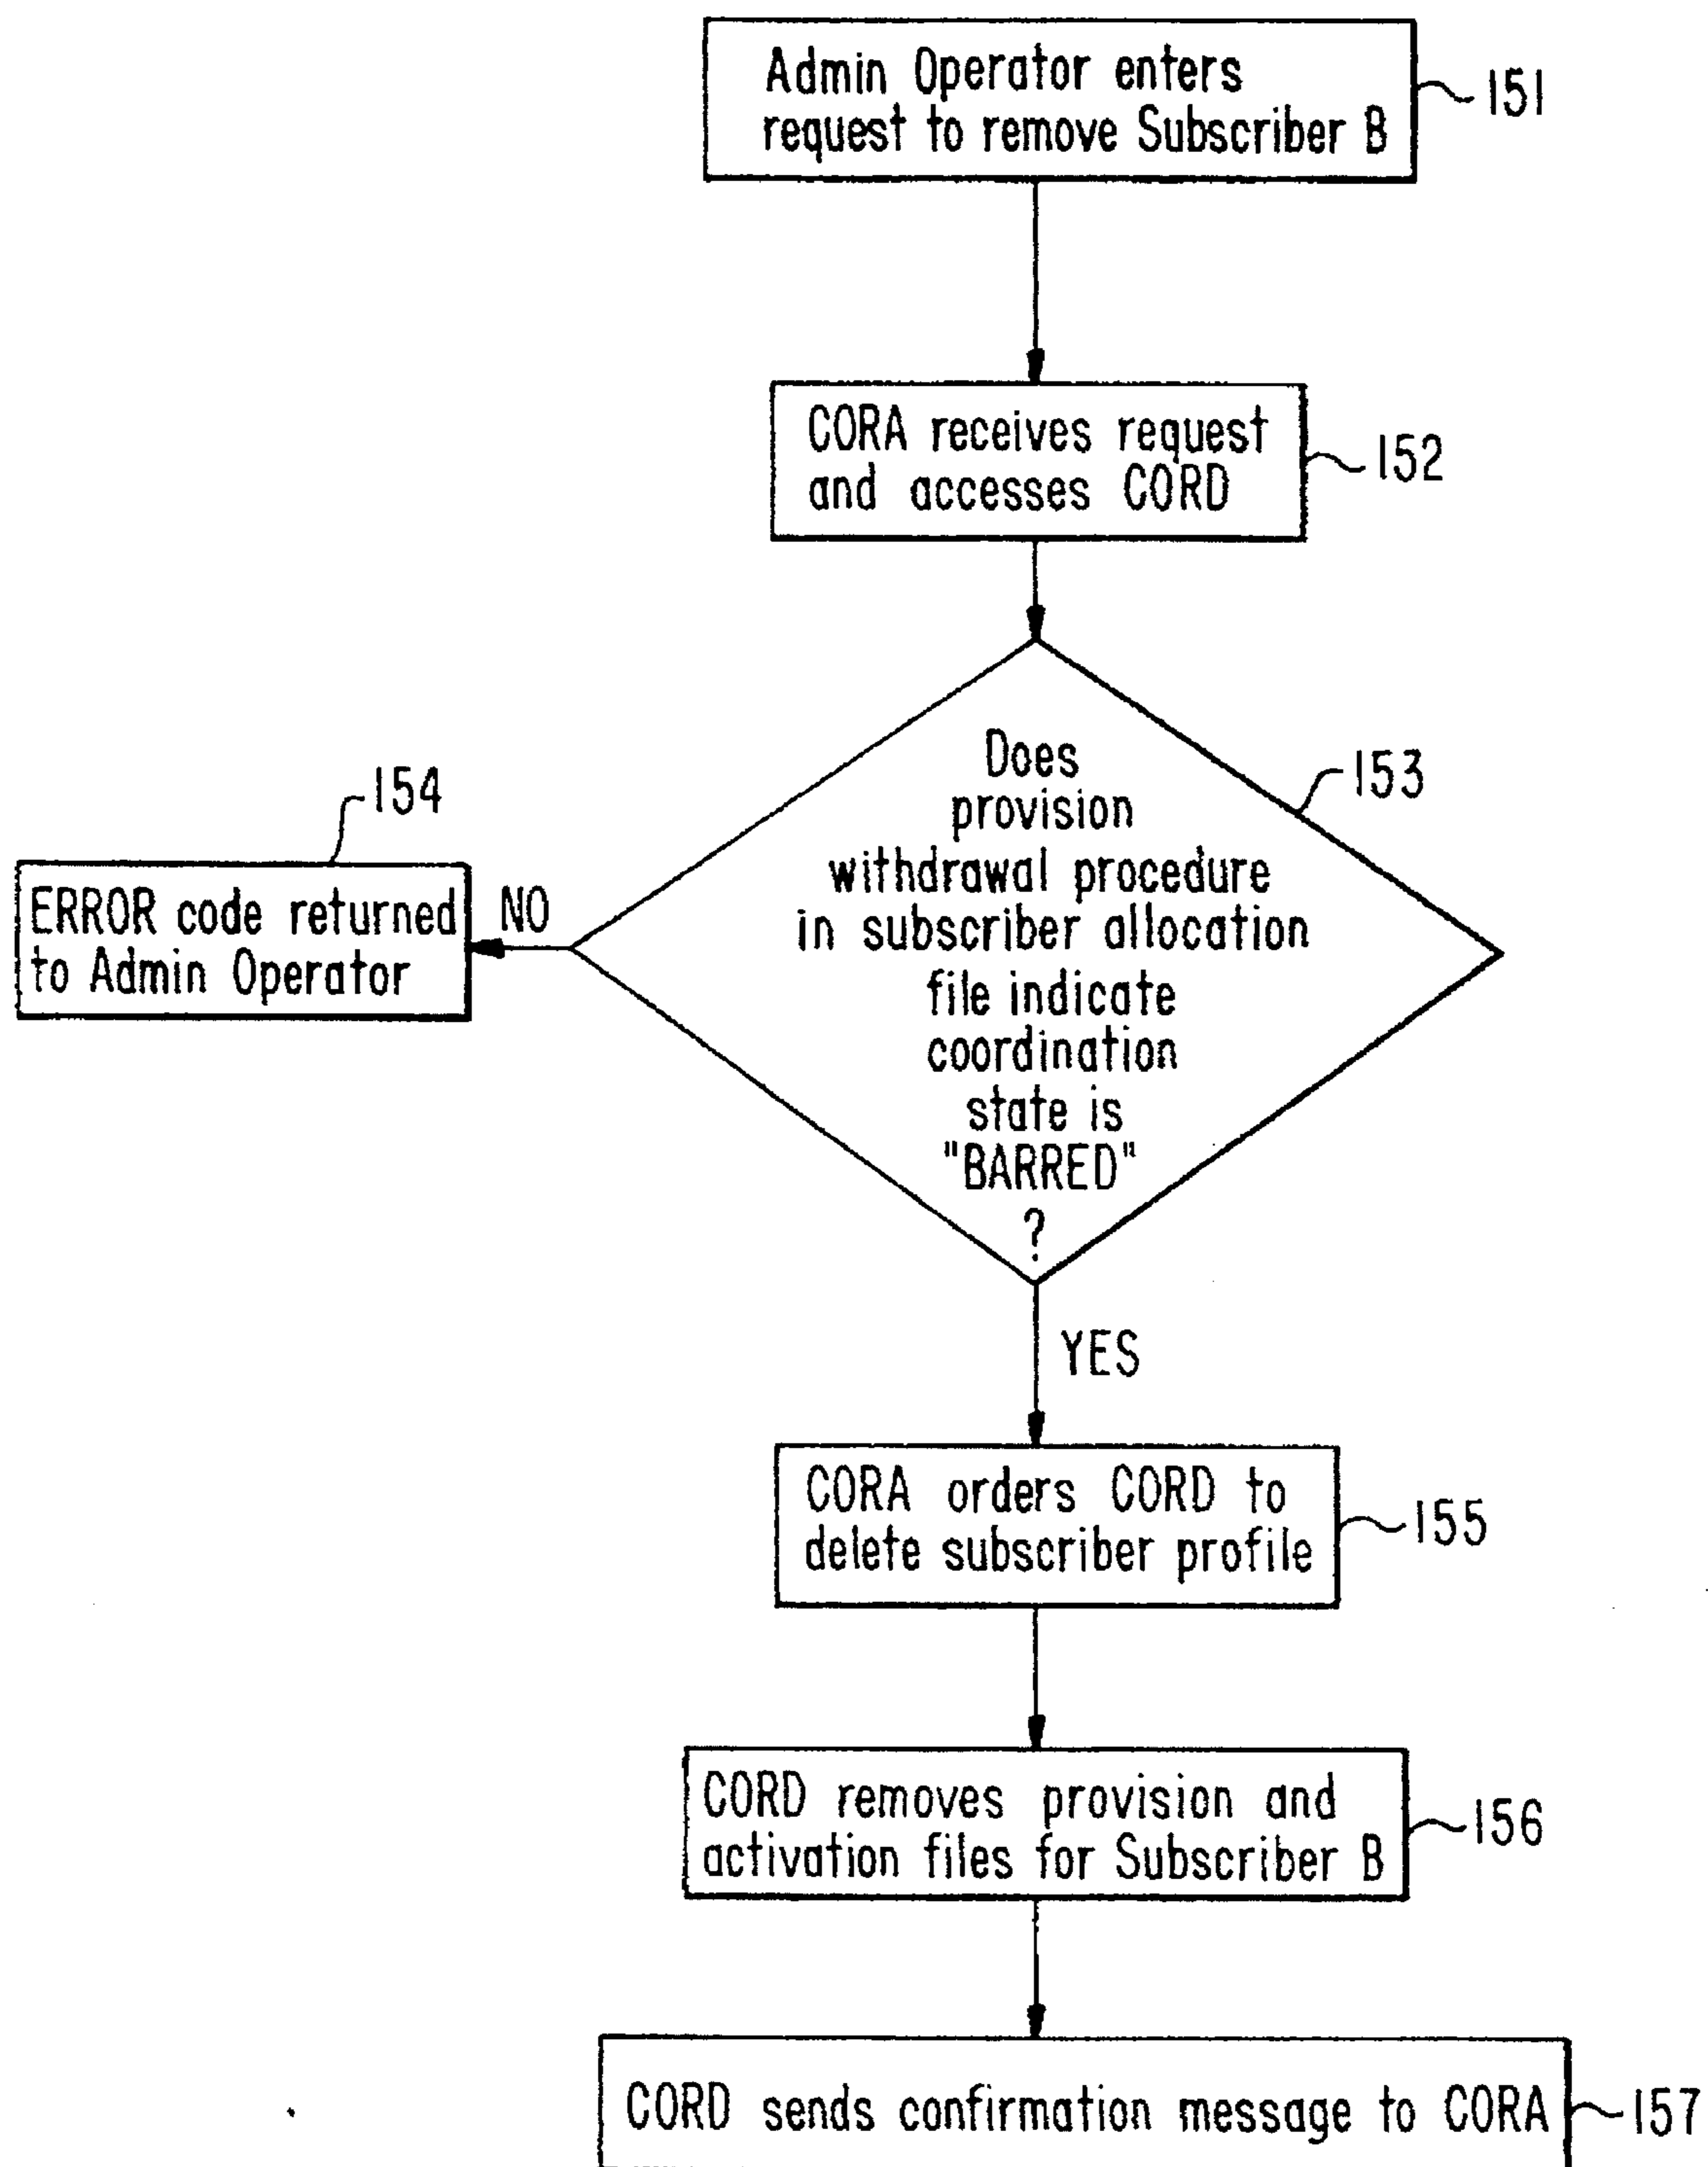 Admin Operator enters
request to remove Subscriber B
151
CORA receives request
and accesses CORD
152
Does
provision
withdrawal procedure
in subscriber allocation
file indicate
coordination
state is
"BARRED"
?
153
154
ERROR code returned
to Admin Operator
NO
YES
CORA orders CORD to
delete subscriber profile
155
CORD removes provision and
activation files for Subscriber B
156
CORD sends confirmation message to CORA
157